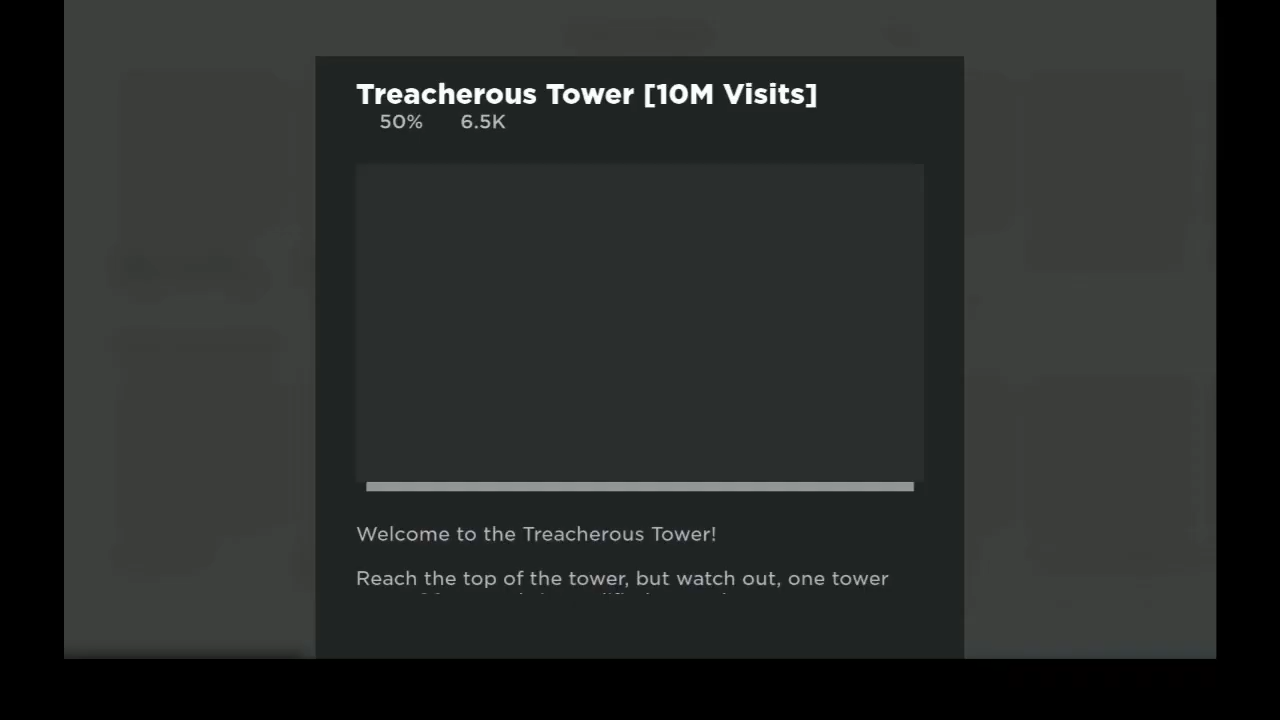 Treacherous Tower [10M Visits]
50% 6.5K
Welcome to the Treacherous Tower!
Reach the top of the tower, but watch out, one tower